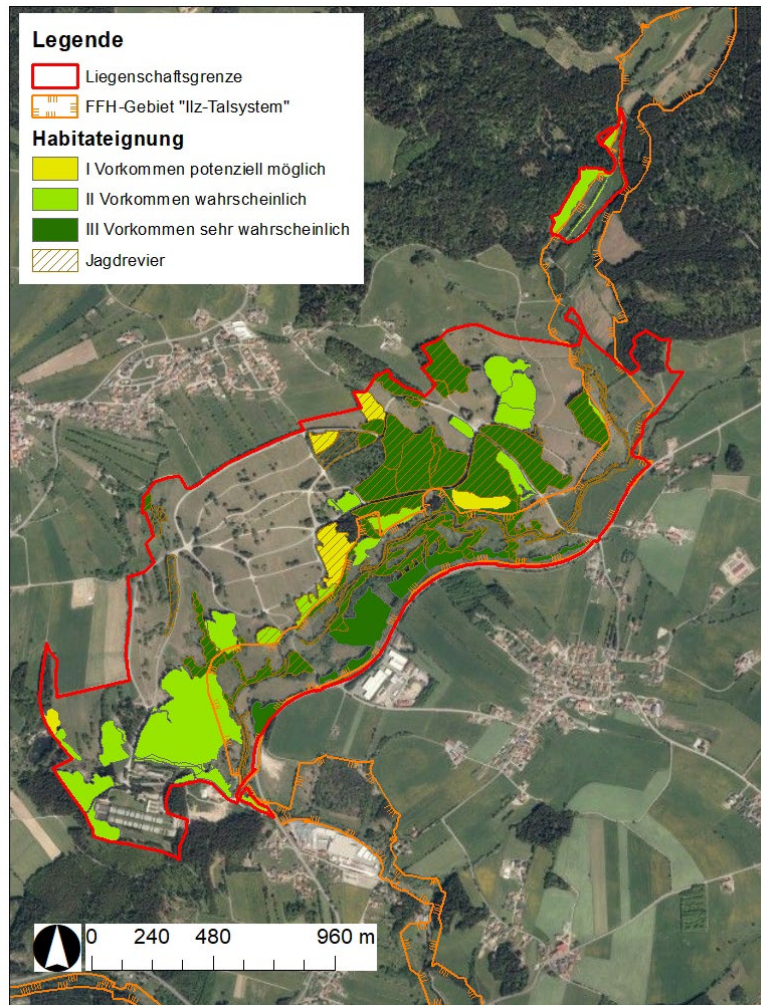 Legende
Liegenschaftsgrenze
FFH-Gebiet "Ilz-Talsystem"
Habitateignung
I Vorkommen potenziell möglich
II Vorkommen wahrscheinlich
III Vorkommen sehr wahrscheinlich
Jagdrevier
0 240 480 960 m